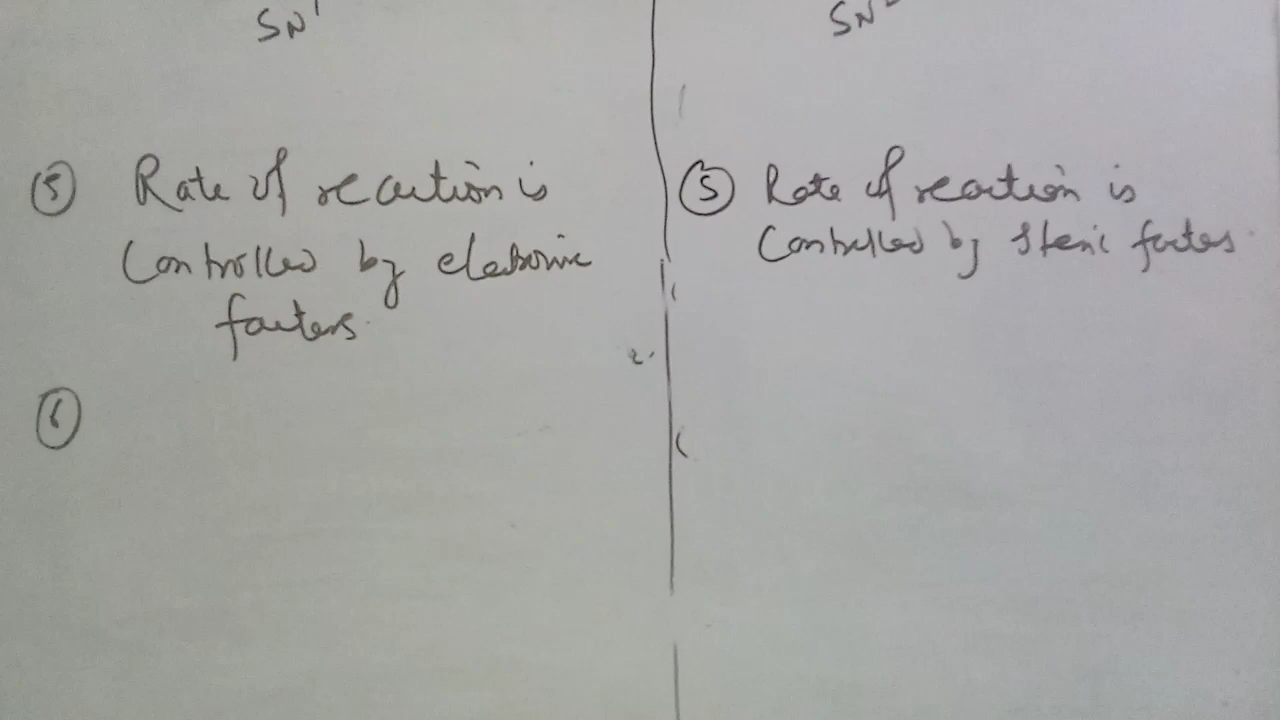 SN1
⑤ Rate of reaction is
Controlled by electronic
factors.
⑥
SN2
⑤ Rate of reaction is
Controlled by steric factors.